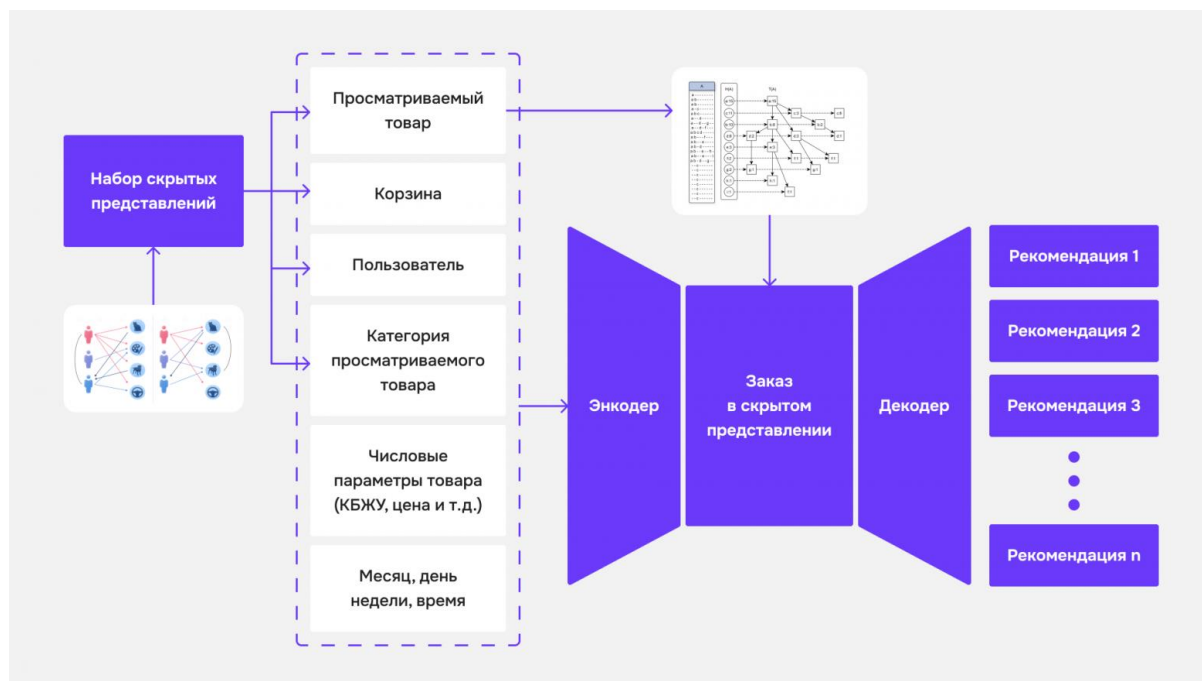 Просматриваемый
товар
Набор скрытых
представлений
Корзина
Пользователь
Категория
просматриваемого
товара
Числовые
параметры товара
(КБЖУ, цена и т.д.)
Месяц, день
недели, время
Энкодер
Заказ
в скрытом
представлении
Декодер
Рекомендация 1
Рекомендация 2
Рекомендация 3
Рекомендация n